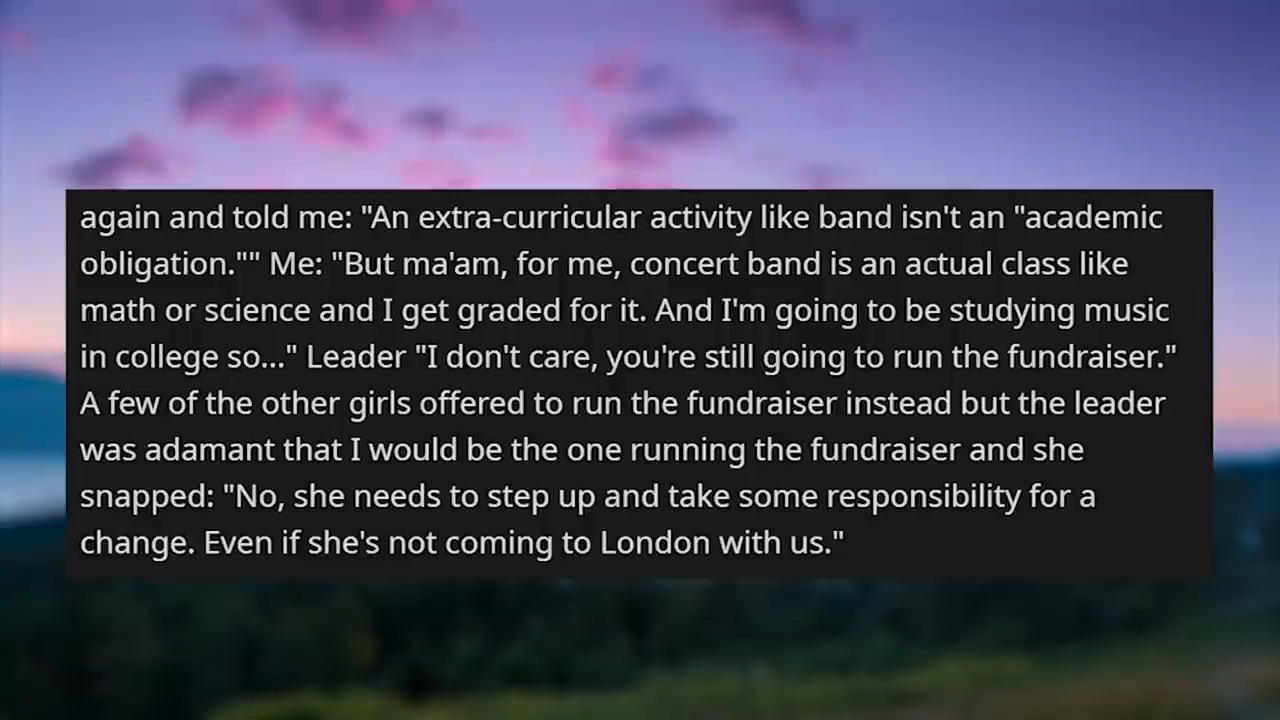 again and told me: "An extra-curricular activity like band isn't an "academic
obligation."" Me: "But ma'am, for me, concert band is an actual class like
math or science and I get graded for it. And I'm going to be studying music
in college so..." Leader "I don't care, you're still going to run the fundraiser."
A few of the other girls offered to run the fundraiser instead but the leader
was adamant that I would be the one running the fundraiser and she
snapped: "No, she needs to step up and take some responsibility for a
change. Even if she's not coming to London with us."